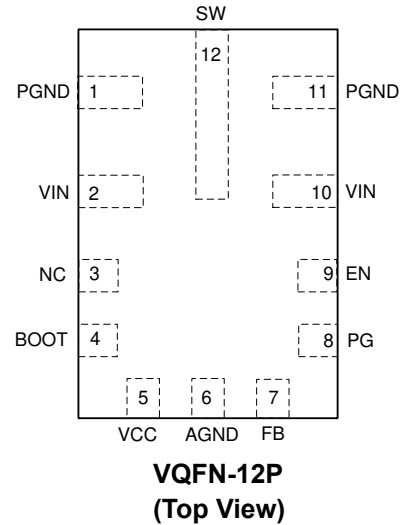 SW
12
PGND 1 11 PGND
VIN 2 10 VIN
NC 3 9 EN
BOOT 4 8 PG
5 6 7
VCC AGND FB
VQFN-12P
(Top View)